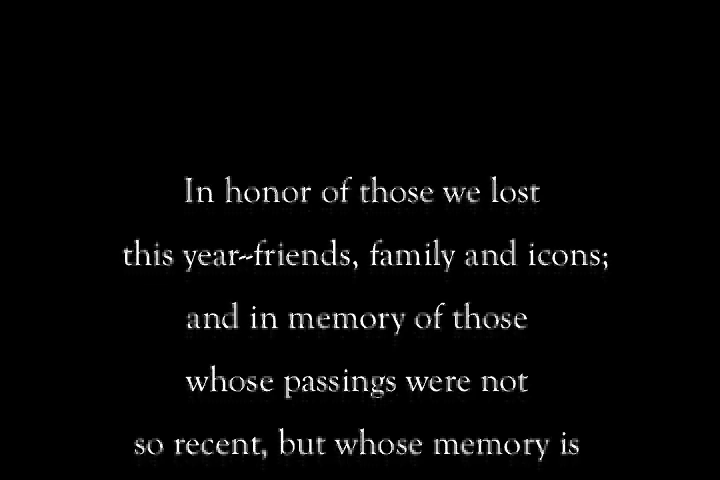 In honor of those we lost
this year--friends, family and icons;
and in memory of those
whose passings were not
so recent, but whose memory is